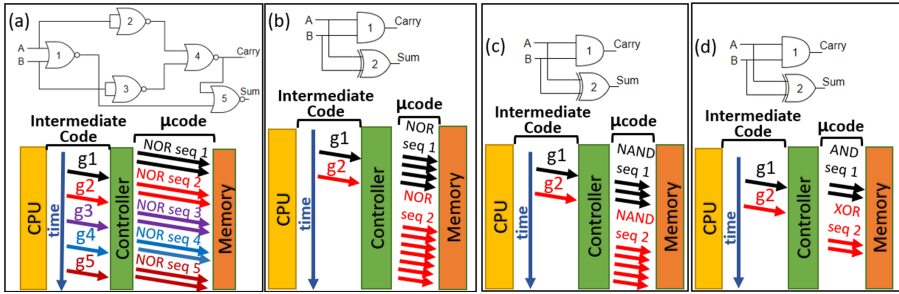 (a)
2
A
B
1
4
Carry
3
Sum
5
Intermediate
Code
μcode
CPU
time
g1
g2
g3
g4
g5
Controller
NOR seq 1
NOR seq 2
NOR seq 3
NOR seq 4
NOR seq 5
Memory
(b)
A
B
1
Carry
2
Sum
Intermediate
Code
μcode
CPU
time
g1
g2
Controller
NOR
seq 1
NOR
seq 2
Memory
(c)
A
B
1
Carry
2
Sum
Intermediate
Code
μcode
CPU
time
g1
g2
Controller
NAND
seq 1
NAND
seq 2
Memory
(d)
A
B
1
Carry
2
Sum
Intermediate
Code
μcode
CPU
time
g1
g2
Controller
AND
seq 1
XOR
seq 2
Memory